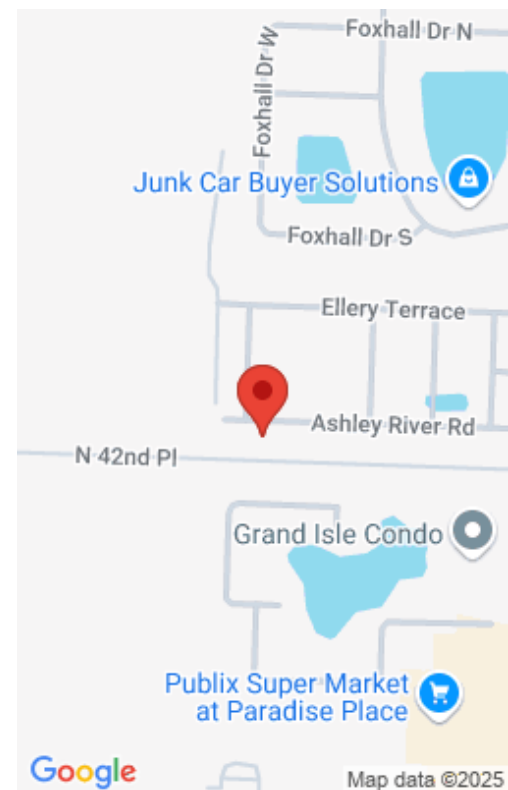 Foxhall Dr N
Foxhall Dr W
Junk Car Buyer Solutions
Foxhall Dr S
Ellery Terrace
Ashley River Rd
N 42nd Pl
Grand Isle Condo
Publix Super Market
at Paradise Place
Google
Map data ©2025